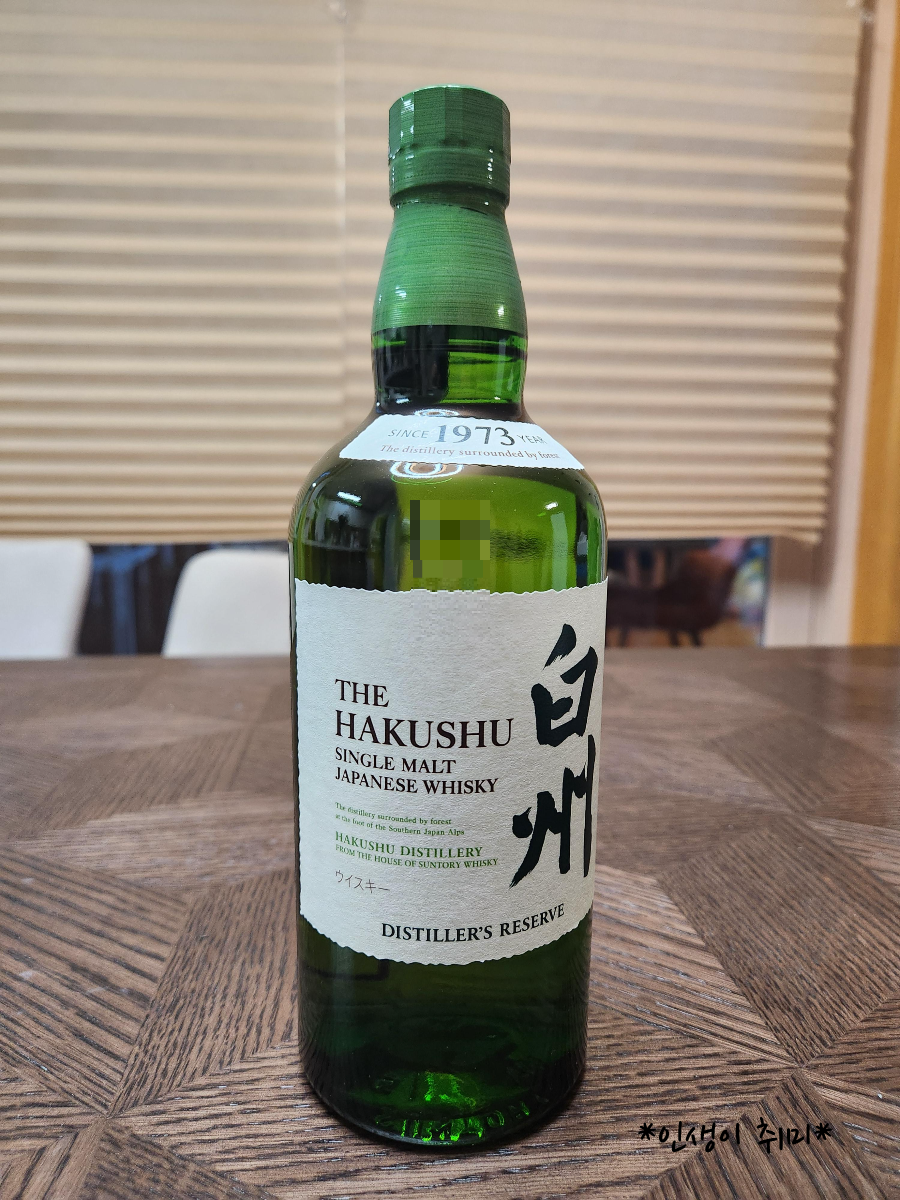 SINCE 1973 YEAR
The distillery surrounded by forest
THE
HAKUSHU
SINGLE MALT
JAPANESE WHISKY
白州
The distillery surrounded by forest
at the foot of the Southern Japan Alps
HAKUSHU DISTILLERY
FROM THE HOUSE OF SUNTORY WHISKY.
ウイスキー
DISTILLER'S RESERVE
*인생이 취미*